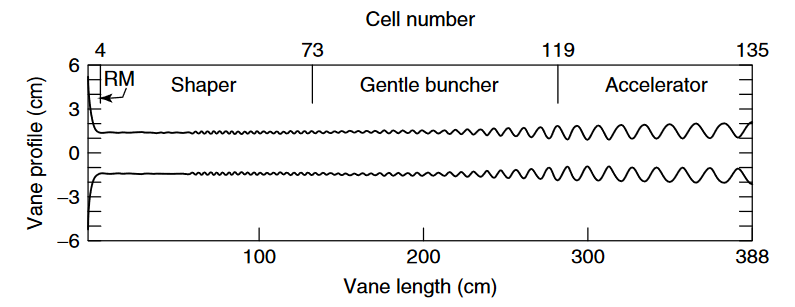 Cell number
4 73 119 135
RM Shaper Gentle buncher Accelerator
6
3
0
−3
−6
Vane profile (cm)
100 200 300 388
Vane length (cm)